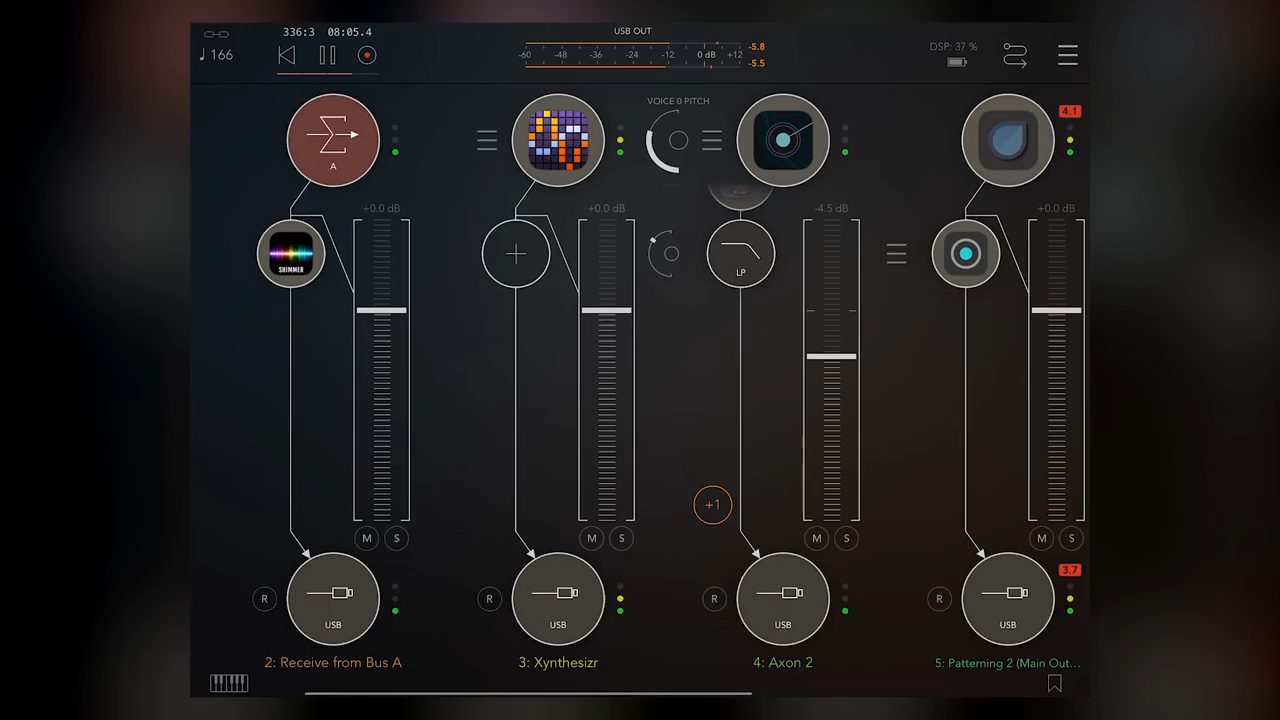 336:3 08:05.4
♩ 166
USB OUT
-60 -48 -36 -24 -12 0 dB +12
-5.8
-5.5
DSP: 37 %
VOICE 0 PITCH
A
4.1
+0.0 dB
+0.0 dB
-4.5 dB
+0.0 dB
SHIMMER
LP
+1
M S
M S
M S
M S
3.7
R USB
R USB
R USB
R USB
2: Receive from Bus A
3: Xynthesizr
4: Axon 2
5: Patterning 2 (Main Out...